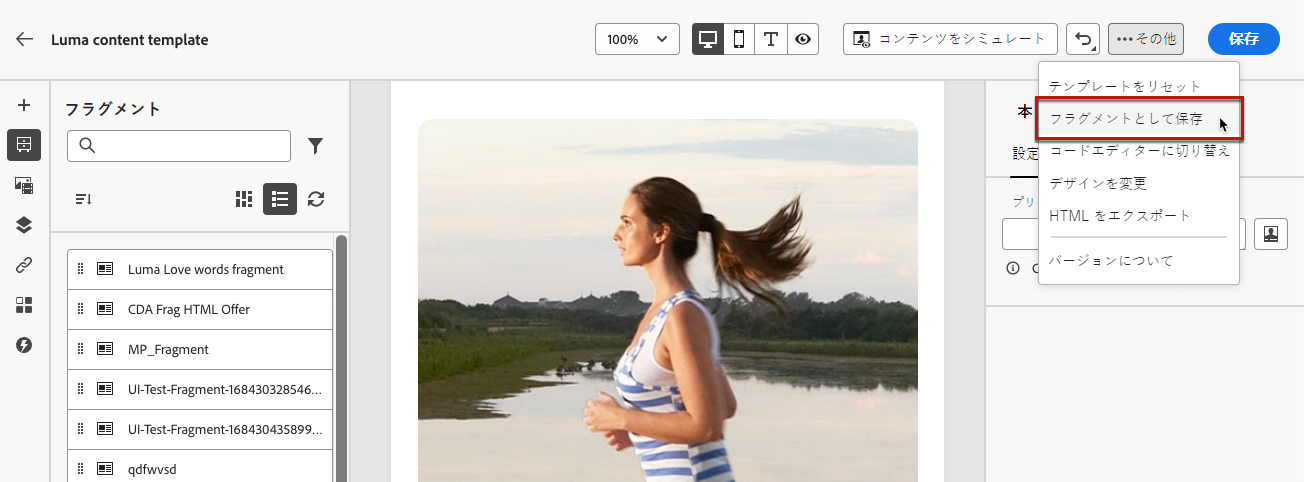 Luma content template
100%
コンテンツをシミュレート
その他
保存
フラグメント
テンプレートをリセット
フラグメントとして保存
コードエディターに切り替え
デザインを変更
HTML をエクスポート
バージョンについて
本
設定
プリ
Luma Love words fragment
CDA Frag HTML Offer
MP_Fragment
UI-Test-Fragment-168430328546...
UI-Test-Fragment-168430435899...
qdfwvsd